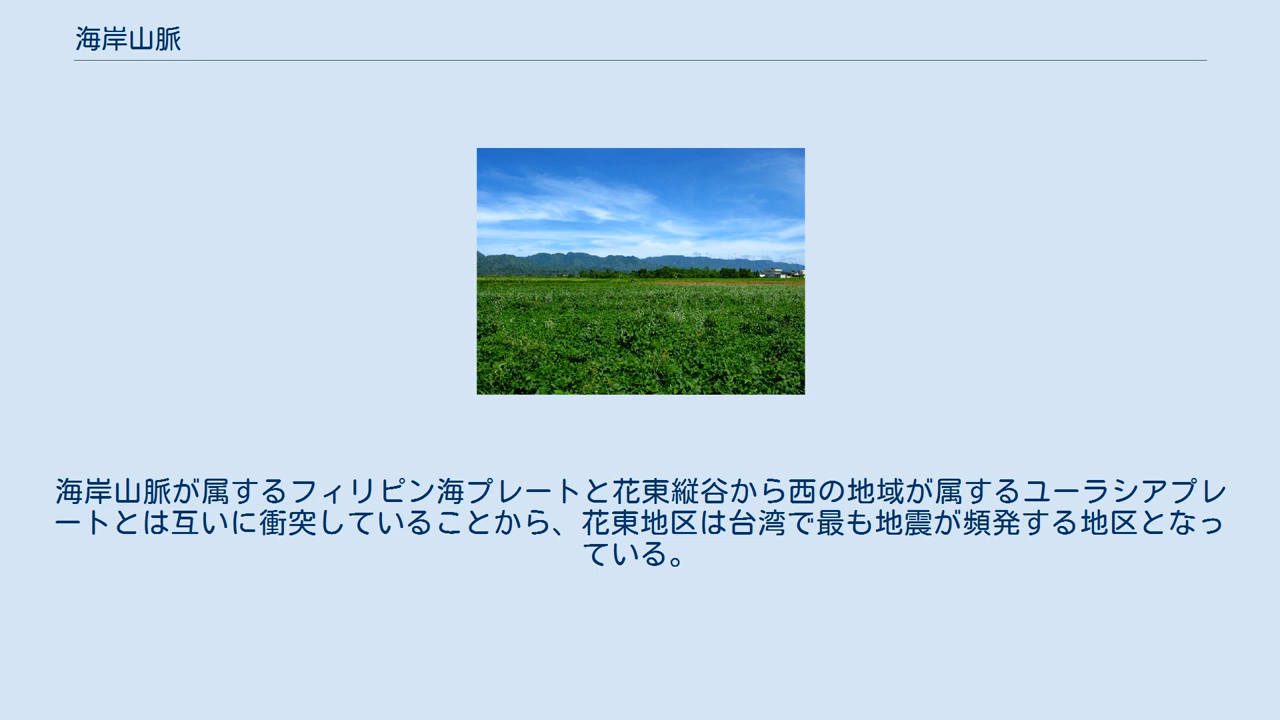 海岸山脈
海岸山脈が属するフィリピン海プレートと花東縦谷から西の地域が属するユーラシアプレ
ートとは互いに衝突していることから、花東地区は台湾で最も地震が頻発する地区となっ
ている。